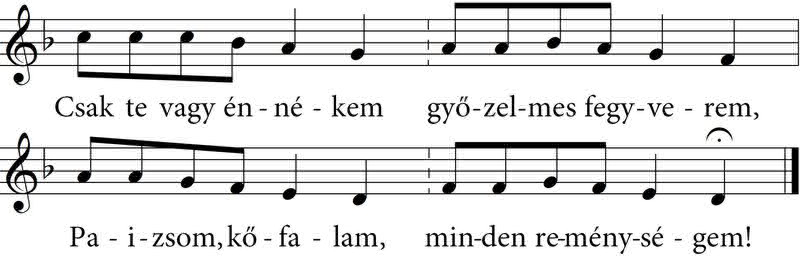 Csak te vagy én - né - kem győ-zel-mes fegy-ve - rem,
Pa - i-zsom, kő - fa - lam, min-den re-mény-sé - gem!